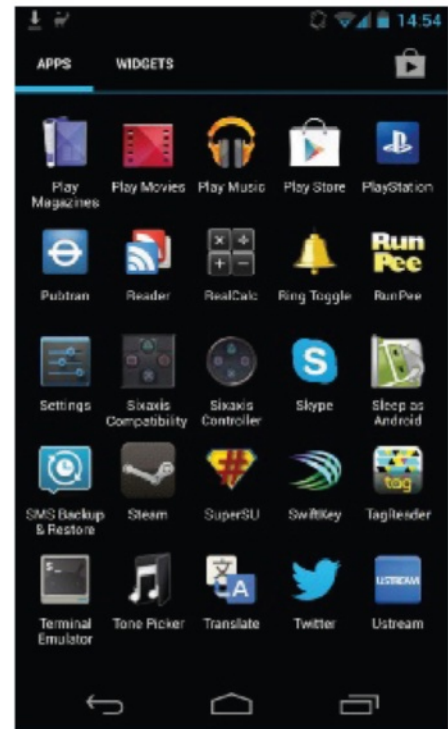 14.54
APPS WIDGETS
Play Magazines Play Movies Play Music Play Store PlayStation
Run Pee
Pubtran Reader RealCalc Ring Toggle RunPee
S
Settings Sixaxis Compatibility Sixaxis Controller Skype Sleep as Android
#
tag
SMS Backup & Restore Steam SuperSU SwiftKey TagReader
$_ 文 A USTREAM
Terminal Emulator Tone Picker Translate Twitter Ustream